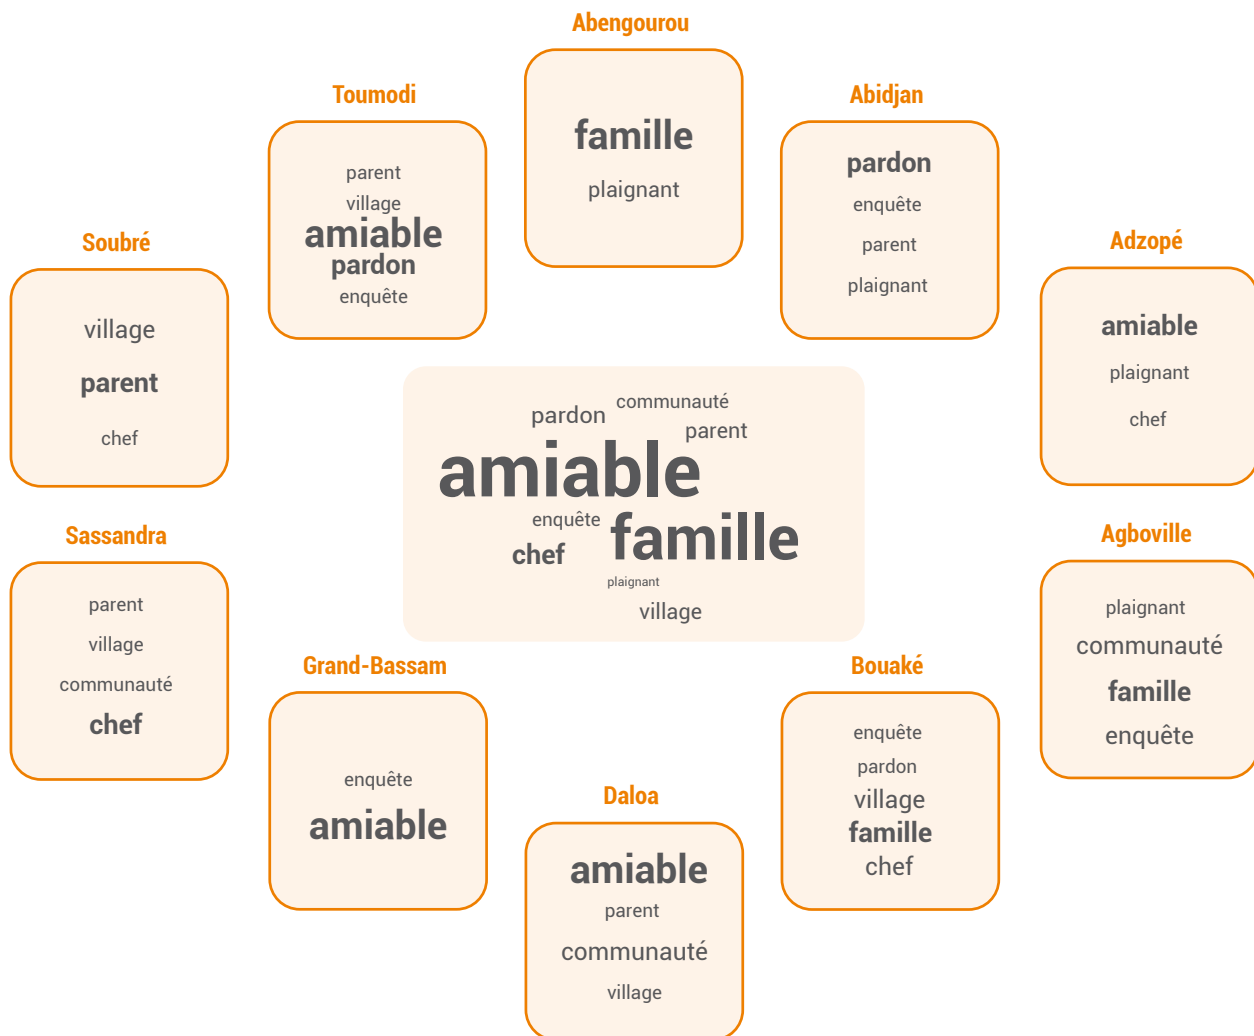 Abengourou
famille
plaignant
Toumodi
parent
village
amiable
pardon
enquête
Abidjan
pardon
enquête
parent
plaignant
Soubré
village
parent
chef
Adzopé
amiable
plaignant
chef
pardon
communauté
parent
amiable
enquête
famille
chef
plaignant
village
Sassandra
parent
village
communauté
chef
Agboville
plaignant
communauté
famille
enquête
Grand-Bassam
enquête
amiable
Bouaké
enquête
pardon
village
famille
chef
Daloa
amiable
parent
communauté
village